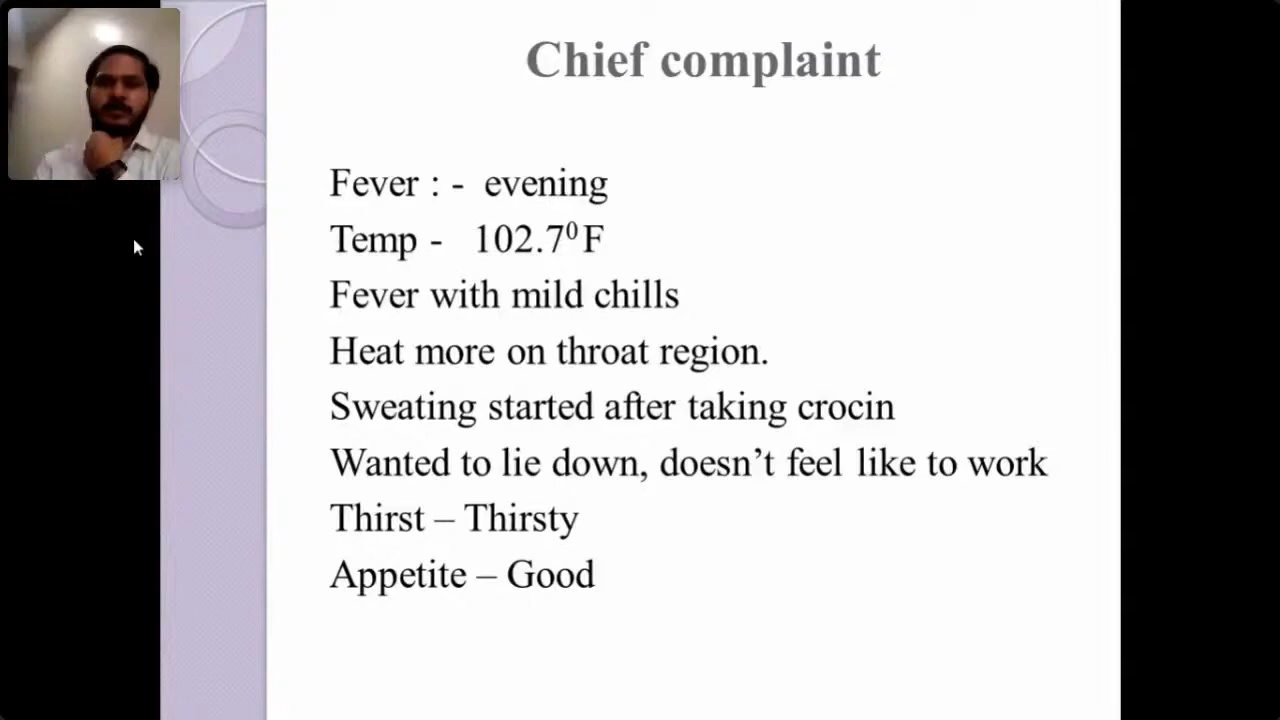 Chief complaint
Fever : - evening
Temp - 102.7⁰F
Fever with mild chills
Heat more on throat region.
Sweating started after taking crocin
Wanted to lie down, doesn’t feel like to work
Thirst – Thirsty
Appetite – Good